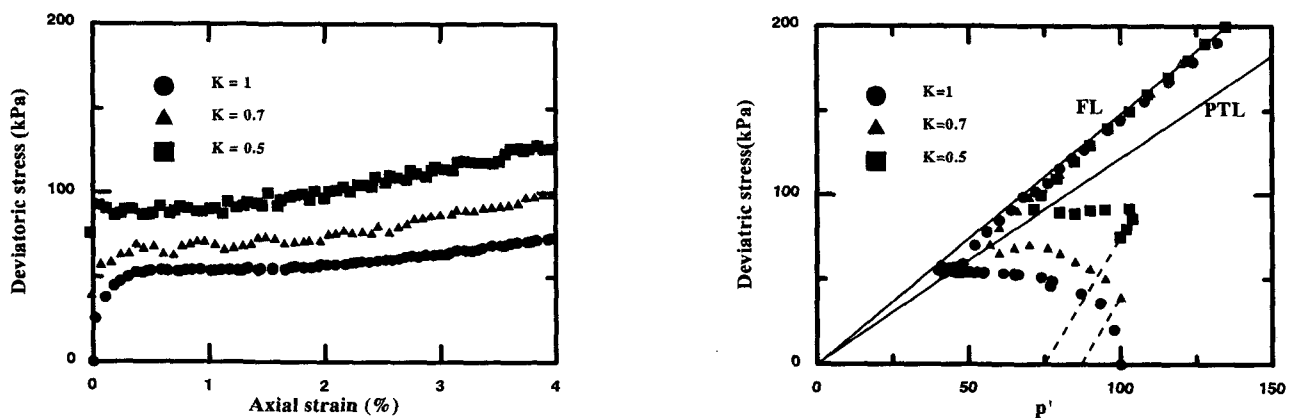 200
100
0
Deviatoric stress (kPa)
K = 1
K = 0.7
K = 0.5
0
1
2
3
4
Axial strain (%)
200
100
0
Deviatric stress(kPa)
K=1
K=0.7
K=0.5
FL
PTL
0
50
100
150
p'